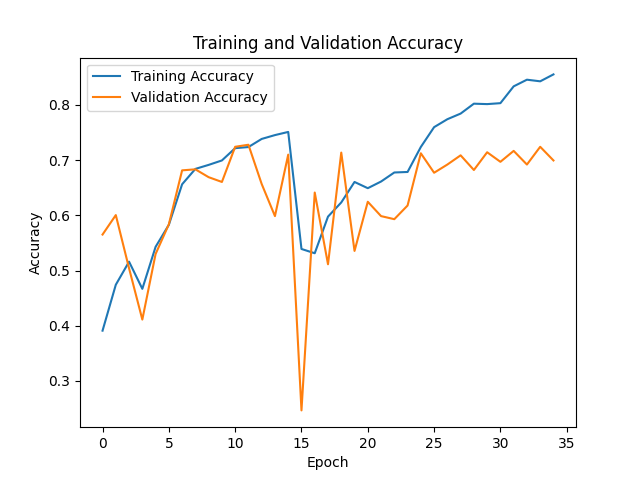 Training and Validation Accuracy
Training Accuracy
Validation Accuracy
0.8
0.7
0.6
0.5
0.4
0.3
Accuracy
0 5 10 15 20 25 30 35
Epoch